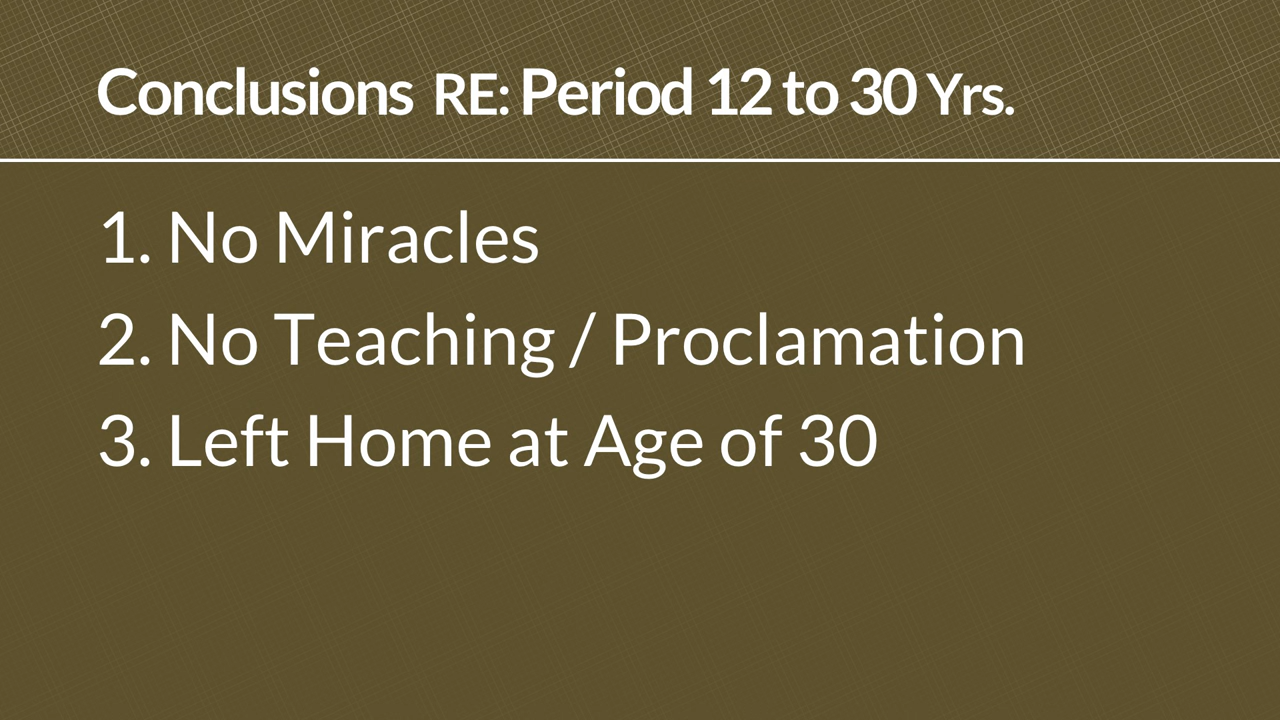 Conclusions RE: Period 12 to 30 Yrs.
1. No Miracles
2. No Teaching / Proclamation
3. Left Home at Age of 30